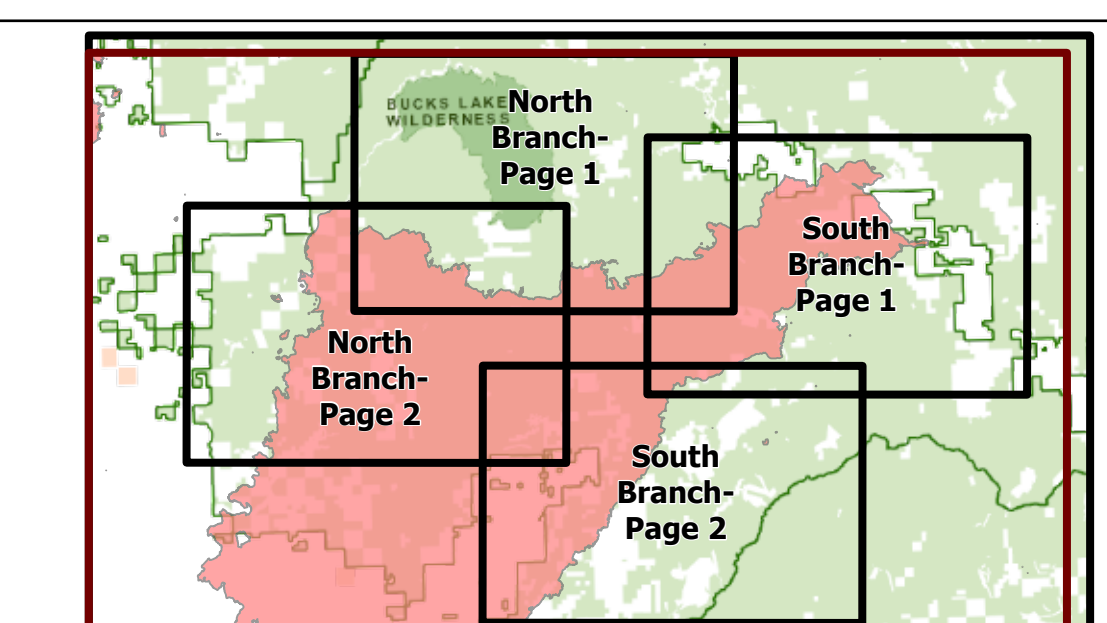 BUCKS LAKE
WILDERNESS
North
Branch-
Page 1
South
Branch-
Page 1
North
Branch-
Page 2
South
Branch-
Page 2